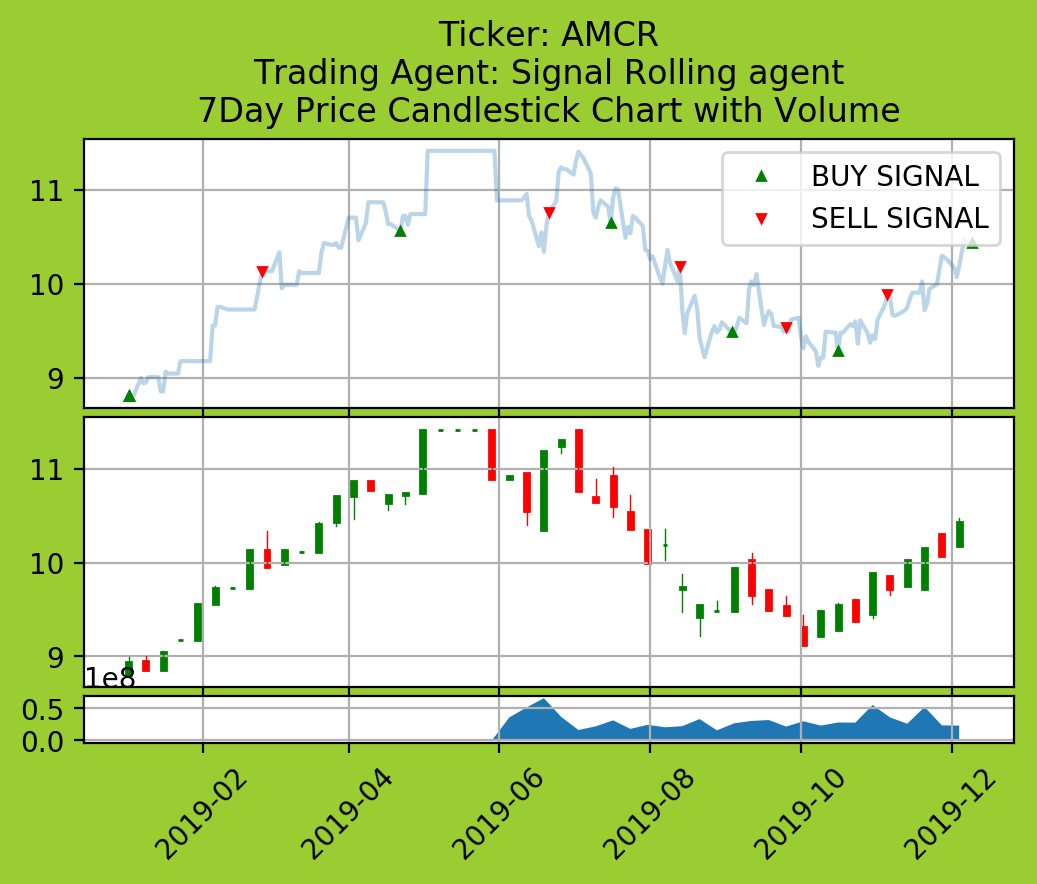 Ticker: AMCR
Trading Agent: Signal Rolling agent
7Day Price Candlestick Chart with Volume
BUY SIGNAL
SELL SIGNAL
11
10
9
11
10
9
1e8
0.5
0.0
2019-02
2019-04
2019-06
2019-08
2019-10
2019-12